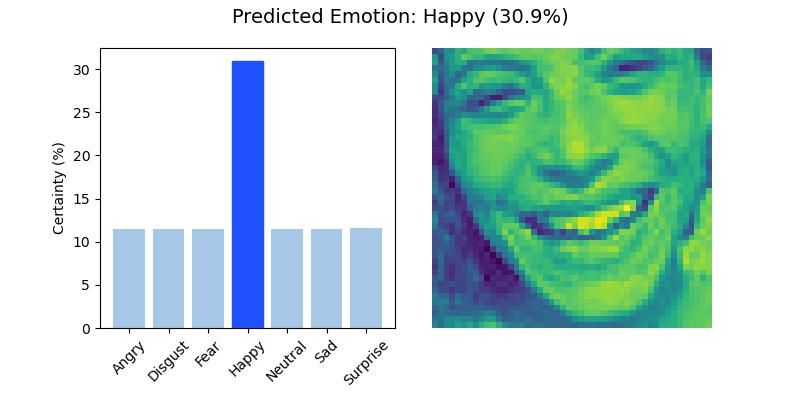 Predicted Emotion: Happy (30.9%)
Certainty (%)
30
25
20
15
10
5
0
Angry
Disgust
Fear
Happy
Neutral
Sad
Surprise